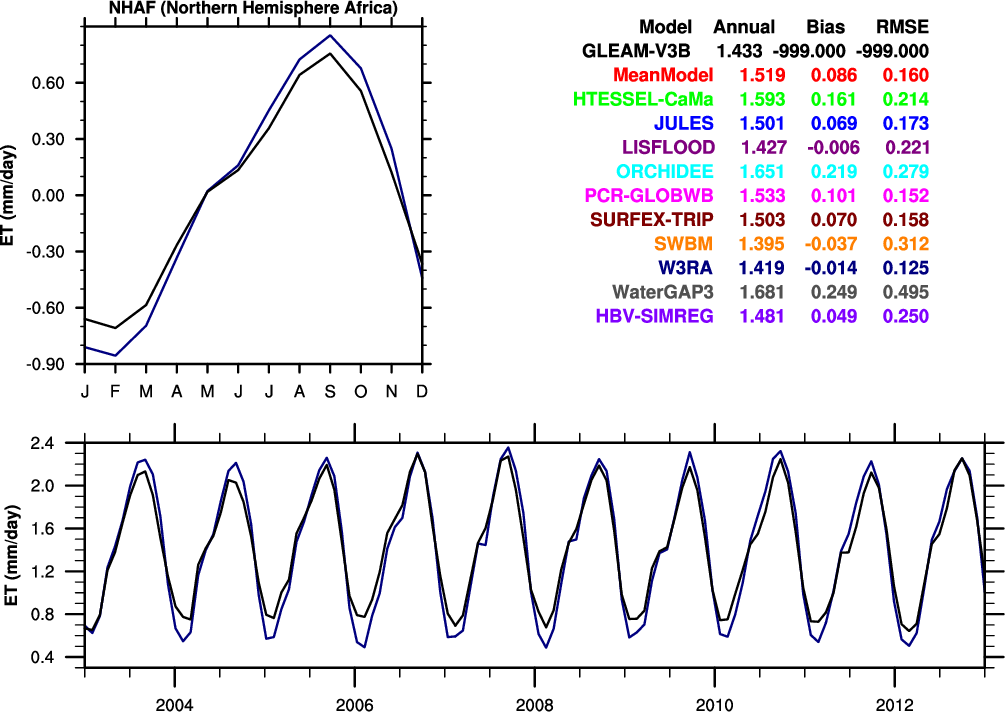 NHAF (Northern Hemisphere Africa)
Model Annual Bias RMSE
GLEAM-V3B 1.433 -999.000 -999.000
MeanModel 1.519 0.086 0.160
HTESSEL-CaMa 1.593 0.161 0.214
JULES 1.501 0.069 0.173
LISFLOOD 1.427 -0.006 0.221
ORCHIDEE 1.651 0.219 0.279
PCR-GLOBWB 1.533 0.101 0.152
SURFEX-TRIP 1.503 0.070 0.158
SWBM 1.395 -0.037 0.312
W3RA 1.419 -0.014 0.125
WaterGAP3 1.681 0.249 0.495
HBV-SIMREG 1.481 0.049 0.250
ET (mm/day)
0.60
0.30
0.00
-0.30
-0.60
-0.90
J F M A M J J A S O N D
ET (mm/day)
2.4
2.0
1.6
1.2
0.8
0.4
2004 2006 2008 2010 2012